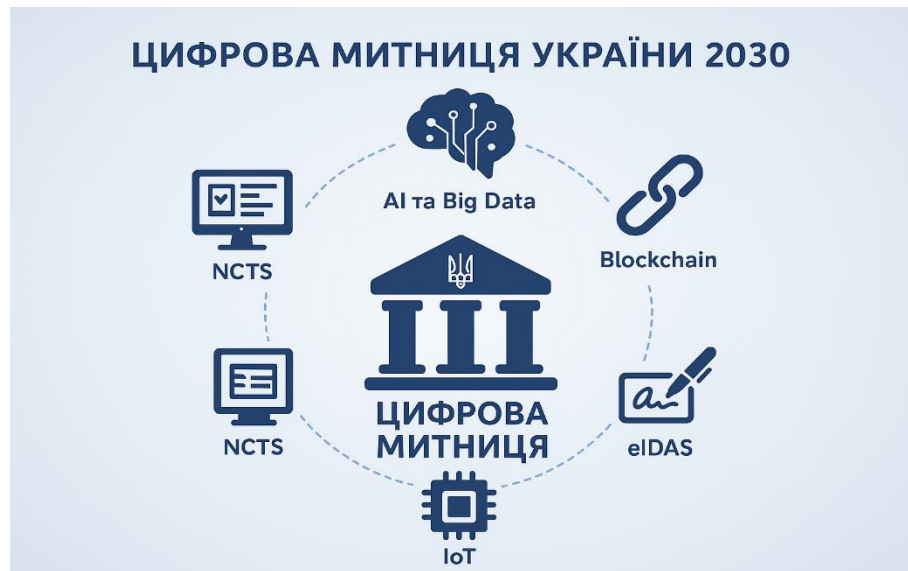 ЦИФРОВА МИТНИЦЯ УКРАЇНИ 2030
AI та Big Data
NCTS
Blockchain
NCTS
ЦИФРОВА
МИТНИЦЯ
eIDAS
IoT